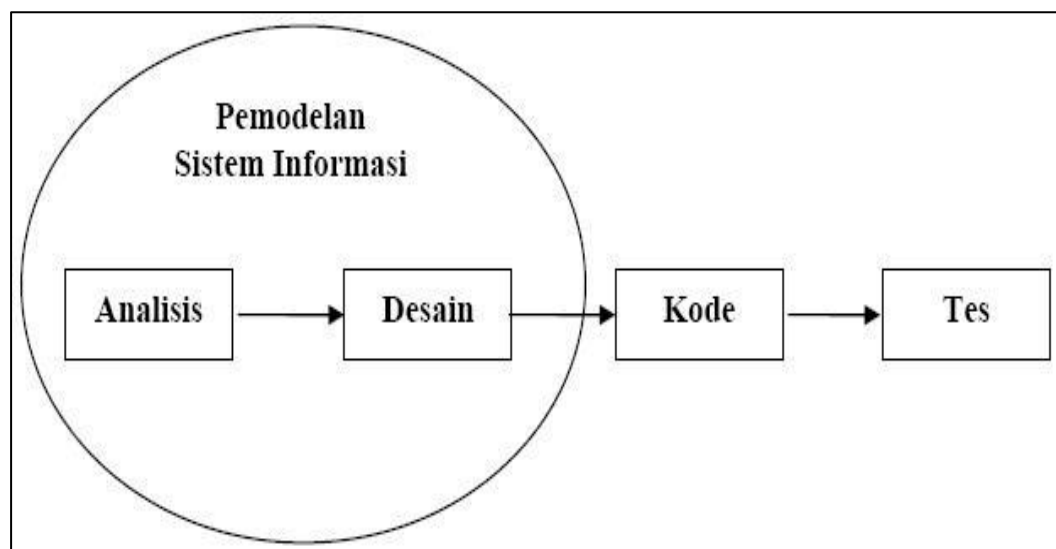 Pemodelan
Sistem Informasi
Analisis
Desain
Kode
Tes